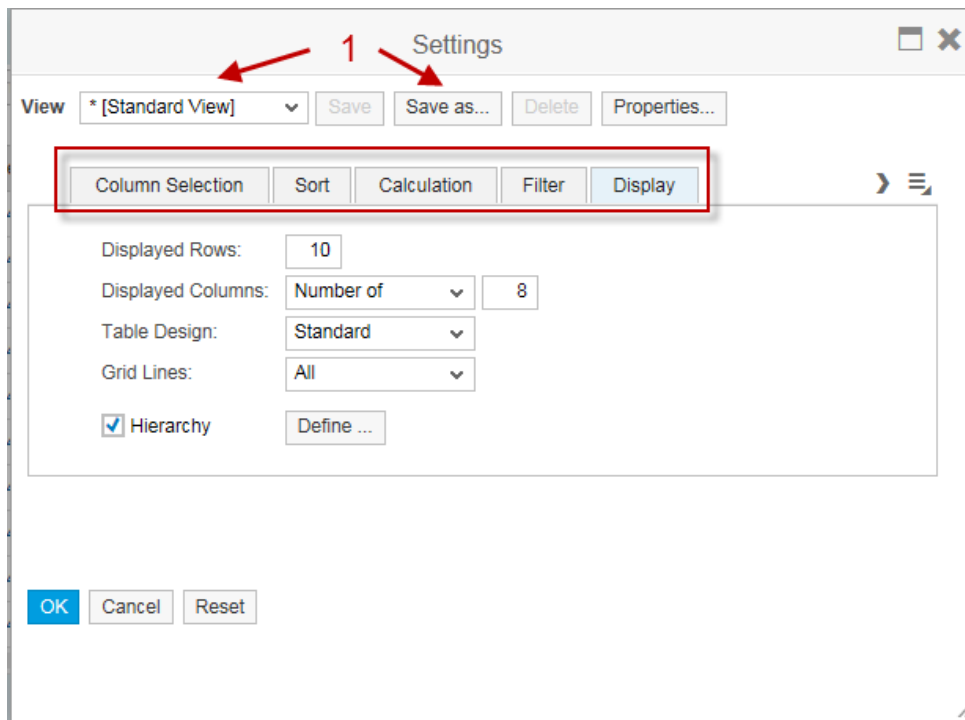 1 Settings
View * [Standard View] Save Save as... Delete Properties...
Column Selection Sort Calculation Filter Display
Displayed Rows: 10
Displayed Columns: Number of 8
Table Design: Standard
Grid Lines: All
Hierarchy Define ...
OK Cancel Reset